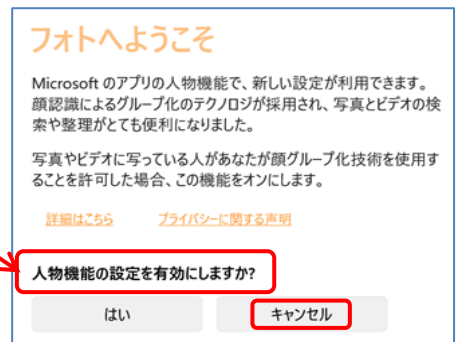 フォトへようこそ
Microsoft のアプリの人物機能で、新しい設定が利用できます。
顔認識によるグループ化のテクノロジが採用され、写真とビデオの検
索や整理がとても便利になりました。
写真やビデオに写っている人があなたが顔グループ化技術を使用す
ることを許可した場合、この機能をオンにします。
詳細はこちら プライバシーに関する声明
人物機能の設定を有効にしますか?
はい キャンセル